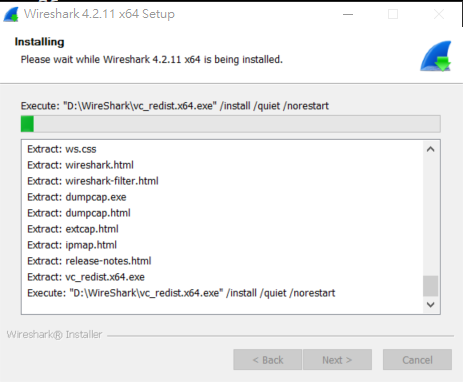 Wireshark 4.2.11 x64 Setup
Installing
Please wait while Wireshark 4.2.11 x64 is being installed.
Execute: "D:\WireShark\vc_redist.x64.exe" /install /quiet /norestart
Extract: ws.css
Extract: wireshark.html
Extract: wireshark-filter.html
Extract: dumpcap.exe
Extract: dumpcap.html
Extract: extcap.html
Extract: ipmap.html
Extract: release-notes.html
Extract: vc_redist.x64.exe
Execute: "D:\WireShark\vc_redist.x64.exe" /install /quiet /norestart
Wireshark® Installer
< Back
Next >
Cancel